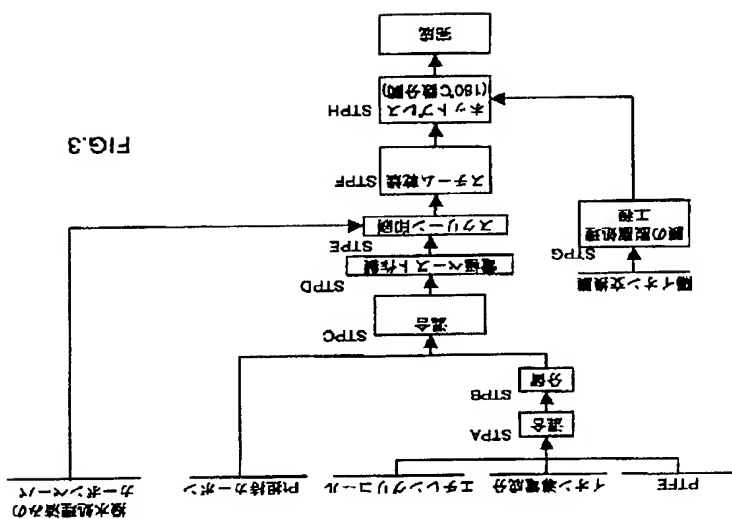 PTFE
イオン導電成分
エチレングリコール
Pt担持カーボン
撥水処理済みの
カーボンペーパ
STPA
混合
STPB
分留
STPC
混合
STPD
電極ペースト作製
STPE
スクリーン印刷
陽イオン交換膜
STPG
膜の脱脂処理
工程
スチーム乾燥
STPF
FIG.3
ホットプレス
(180℃数分間)
STPH
完成